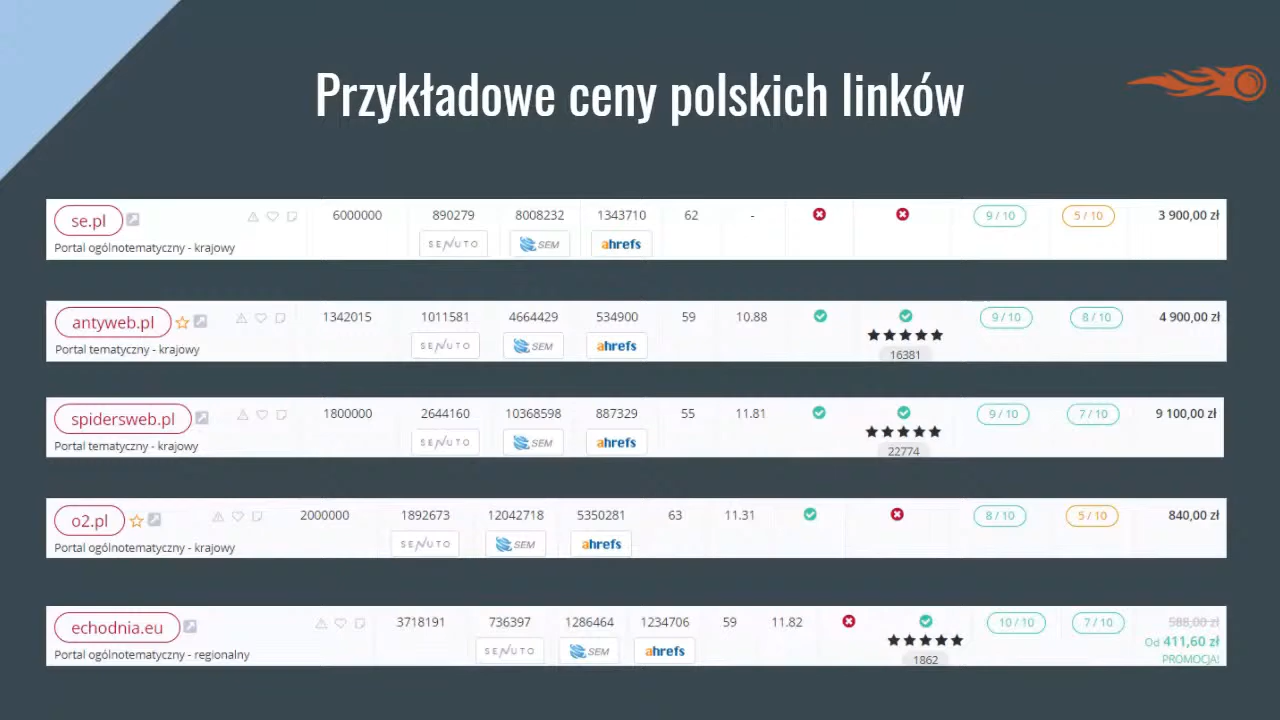 Przykładowe ceny polskich linków
se.pl 6000000 890279 8008232 1343710 62 - 9 / 10 5 / 10 3 900,00 zł
SENUTO SEM ahrefs
Portal ogólnotematyczny - krajowy
antyweb.pl 1342015 1011581 4664429 534900 59 10.88 9 / 10 8 / 10 4 900,00 zł
SENUTO SEM ahrefs
Portal tematyczny - krajowy 16381
spidersweb.pl 1800000 2644160 10368598 887329 55 11.81 9 / 10 7 / 10 9 100,00 zł
SENUTO SEM ahrefs
Portal tematyczny - krajowy 22774
o2.pl 2000000 1892673 12042718 5350281 63 11.31 8 / 10 5 / 10 840,00 zł
SENUTO SEM ahrefs
Portal ogólnotematyczny - krajowy
echodnia.eu 3718191 736397 1286464 1234706 59 11.82 10 / 10 7 / 10 588,00 zł
SENUTO SEM ahrefs Od 411,60 zł
Portal ogólnotematyczny - regionalny 1862 PROMOCJA!